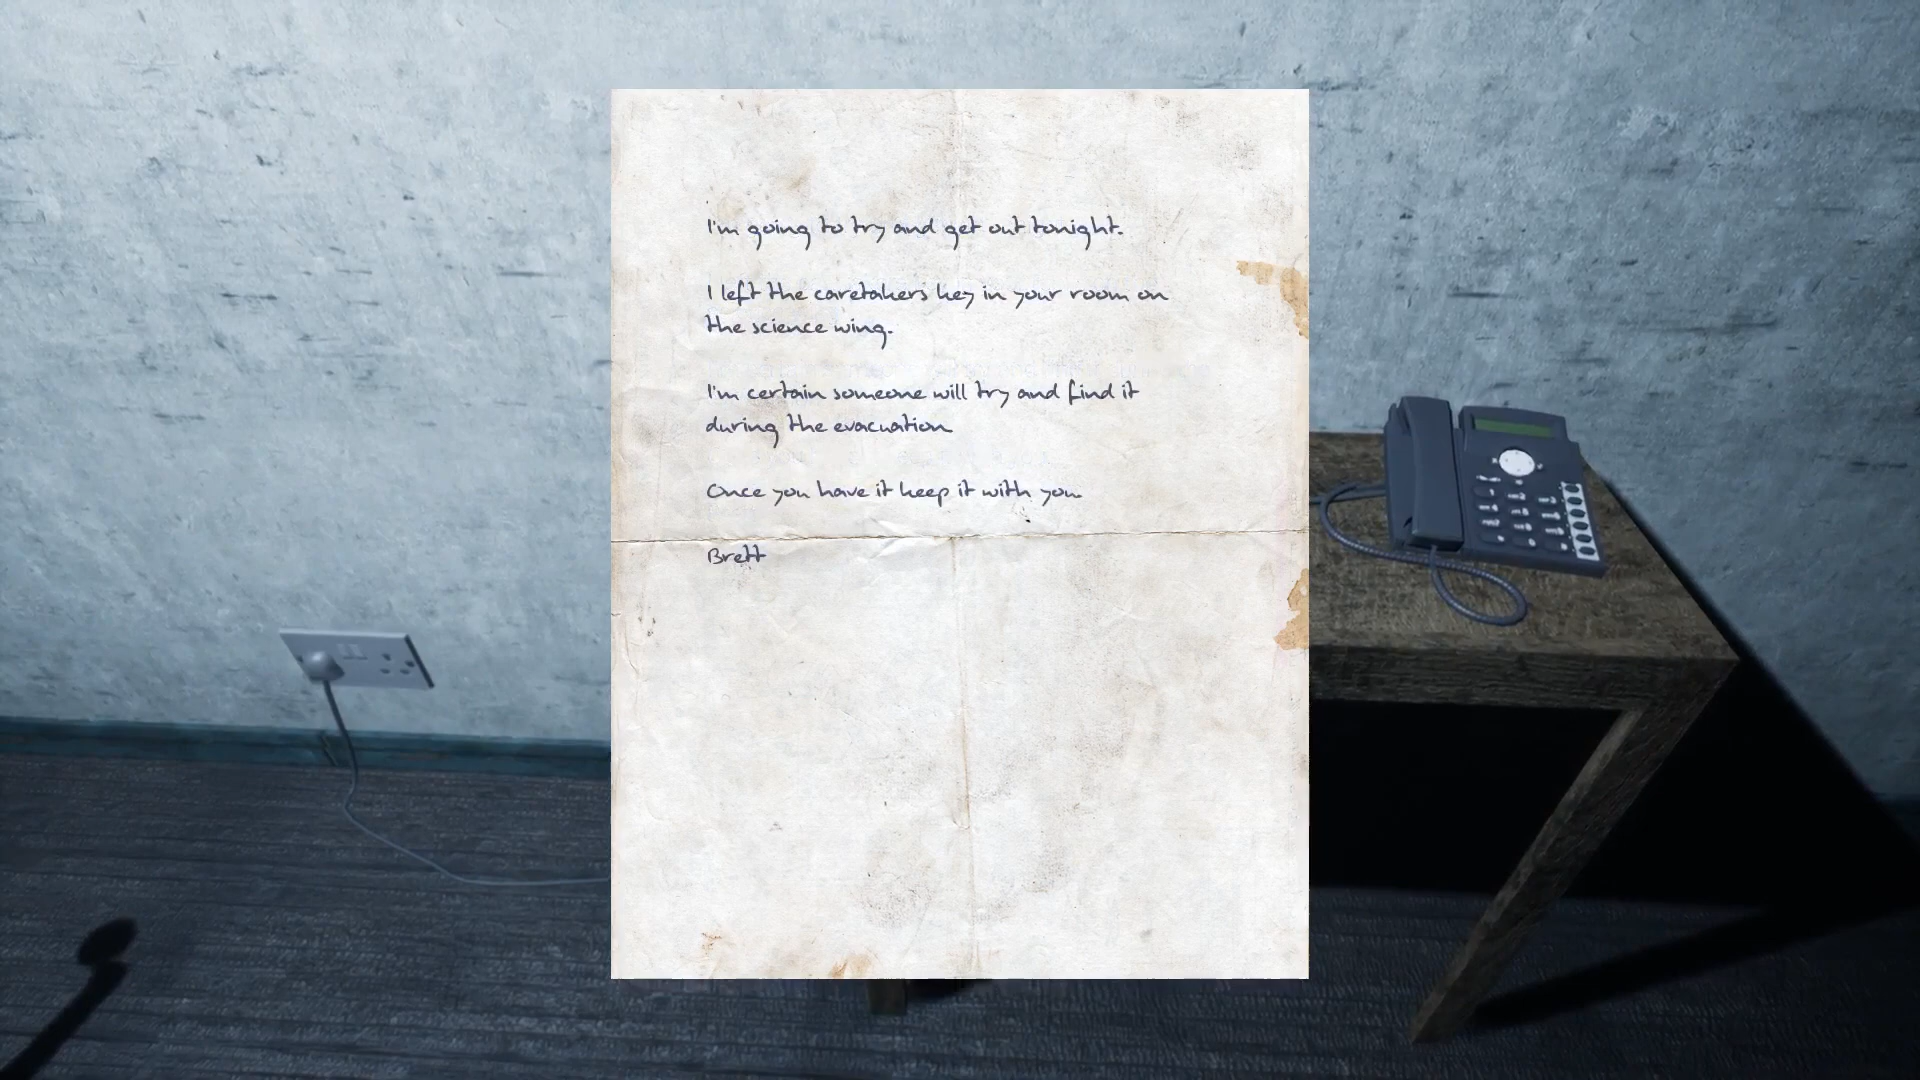 I'm going to try and get out tonight.
I left the caretakers key in your room on
the science wing.
I'm certain someone will try and find it
during the evacuation
Once you have it keep it with you.
Brett